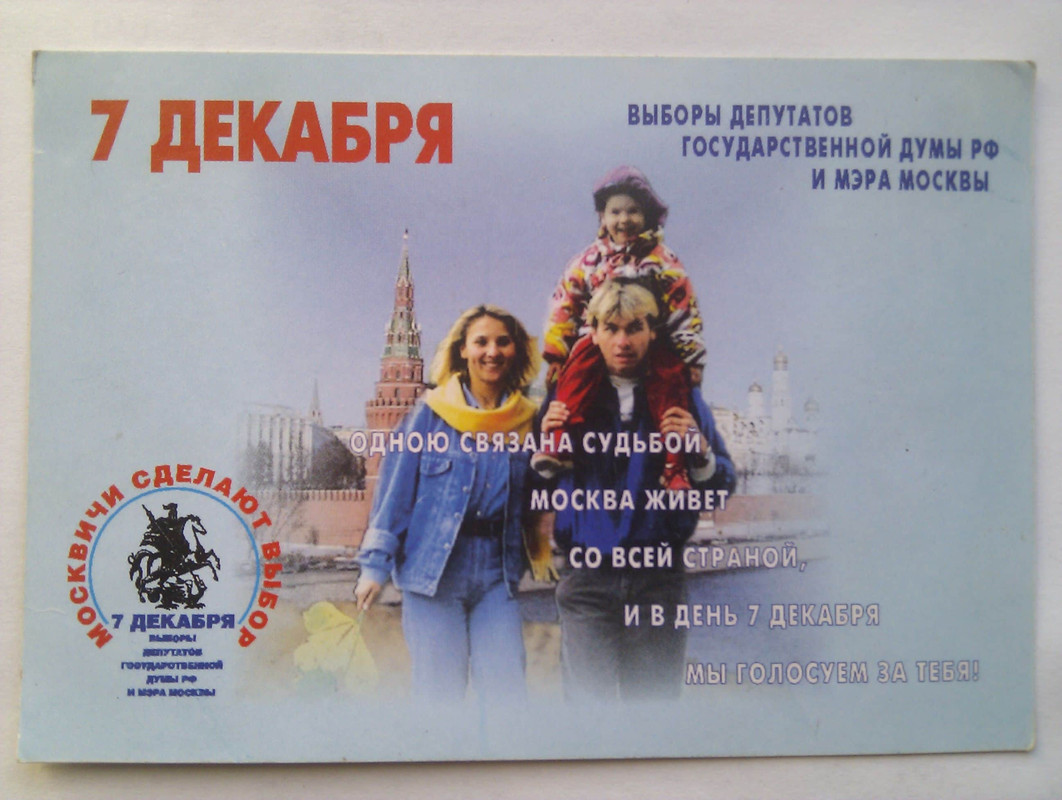 7 ДЕКАБРЯ
ВЫБОРЫ ДЕПУТАТОВ
ГОСУДАРСТВЕННОЙ ДУМЫ РФ
И МЭРА МОСКВЫ
ОДНОЮ СВЯЗАНА СУДЬБОЙ
МОСКВА ЖИВЕТ
СО ВСЕЙ СТРАНОЙ,
И В ДЕНЬ 7 ДЕКАБРЯ
МЫ ГОЛОСУЕМ ЗА ТЕБЯ!
МОСКВИЧИ СДЕЛАЮТ ВЫБОР
7 ДЕКАБРЯ
ВЫБОРЫ
ДЕПУТАТОВ
ГОСУДАРСТВЕННОЙ
ДУМЫ РФ
И МЭРА МОСКВЫ